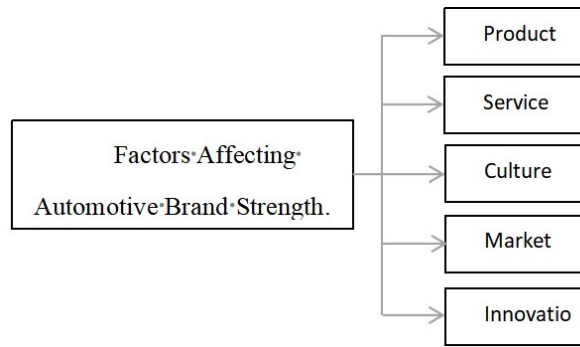 Factors Affecting
Automotive Brand Strength.
Product
Service
Culture
Market
Innovatio